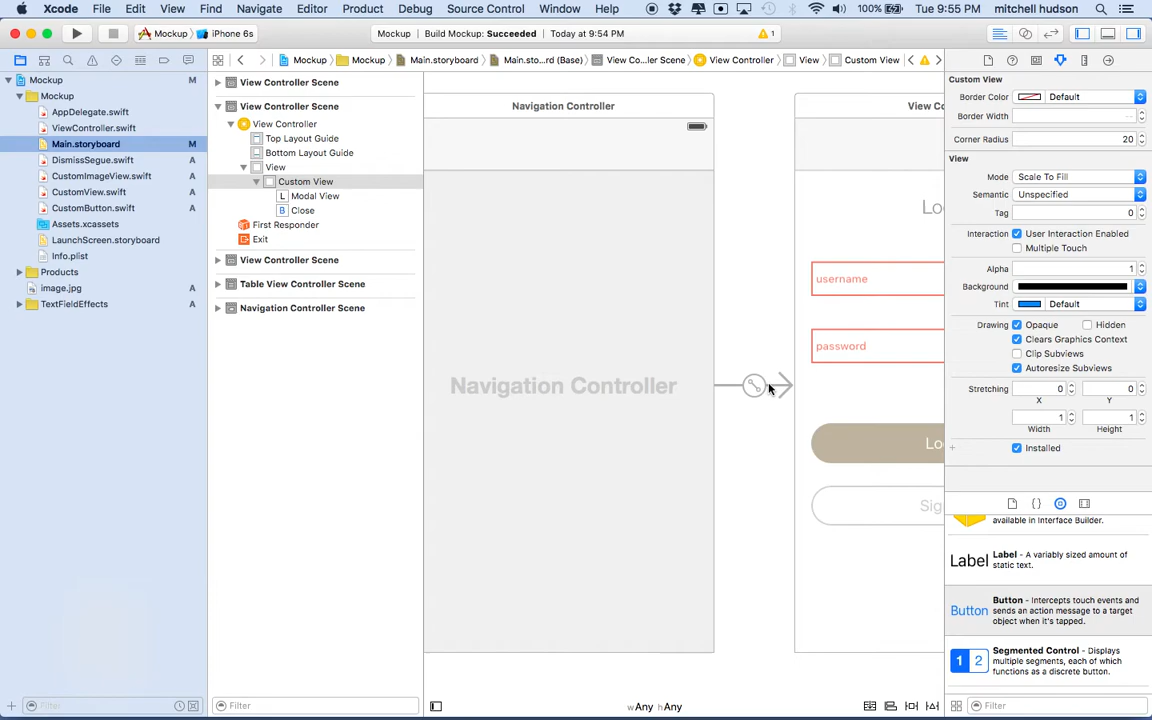 Xcode File Edit View Find Navigate Editor Product Debug Source Control Window Help 100% Tue 9:55 PM mitchell hudson
Mockup iPhone 6s Mockup Build Mockup: Succeeded Today at 9:54 PM 1
Mockup Mockup Main.storyboard Main.sto...rd (Base) View Co...ler Scene View Controller View Custom View
Mockup
Mockup
AppDelegate.swift
ViewController.swift
Main.storyboard M
DismissSegue.swift A
CustomImageView.swift A
CustomView.swift A
CustomButton.swift A
Assets.xcassets
LaunchScreen.storyboard
Info.plist
Products
image.jpg A
TextFieldEffects A
Filter
View Controller Scene
View Controller Scene
View Controller
Top Layout Guide
Bottom Layout Guide
View
Custom View
L Modal View
B Close
First Responder
Exit
View Controller Scene
Table View Controller Scene
Navigation Controller Scene
Filter
Navigation Controller
Navigation Controller
View Co
Lo
username
password
Lo
Sig
wAny hAny
Custom View
Border Color Default
Border Width
Corner Radius 20
View
Mode Scale To Fill
Semantic Unspecified
Tag 0
Interaction User Interaction Enabled
Multiple Touch
Alpha 1
Background
Tint Default
Drawing Opaque Hidden
Clears Graphics Context
Clip Subviews
Autoresize Subviews
Stretching 0 0
X Y
1 1
Width Height
Installed
available in Interface Builder.
Label Label - A variably sized amount of
static text.
Button Button - Intercepts touch events and
sends an action message to a target
object when it's tapped.
1 2 Segmented Control - Displays
multiple segments, each of which
functions as a discrete button.
Filter